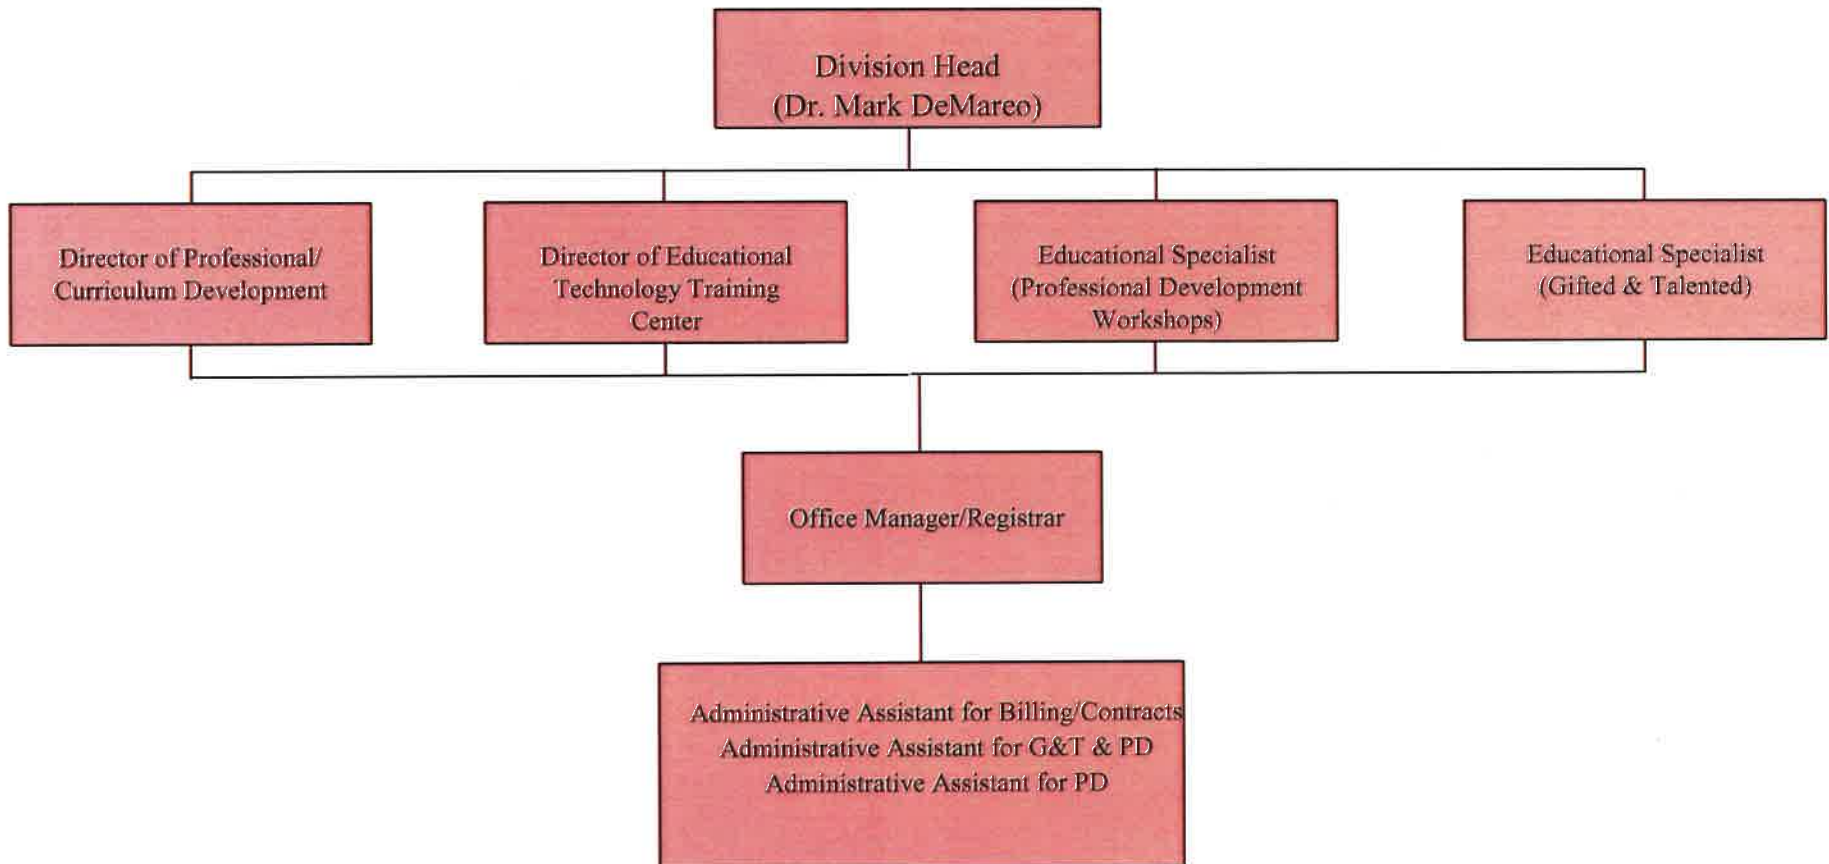 Division Head
(Dr. Mark DeMareo)
Director of Professional/
Curriculum Development
Director of Educational
Technology Training
Center
Educational Specialist
(Professional Development
Workshops)
Educational Specialist
(Gifted & Talented)
Office Manager/Registrar
Administrative Assistant for Billing/Contracts
Administrative Assistant for G&T & PD
Administrative Assistant for PD